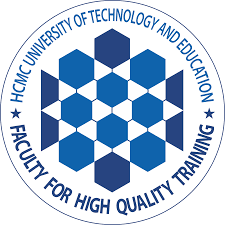 HCMC UNIVERSITY OF TECHNOLOGY AND EDUCATION
FACULTY FOR HIGH QUALITY TRAINING